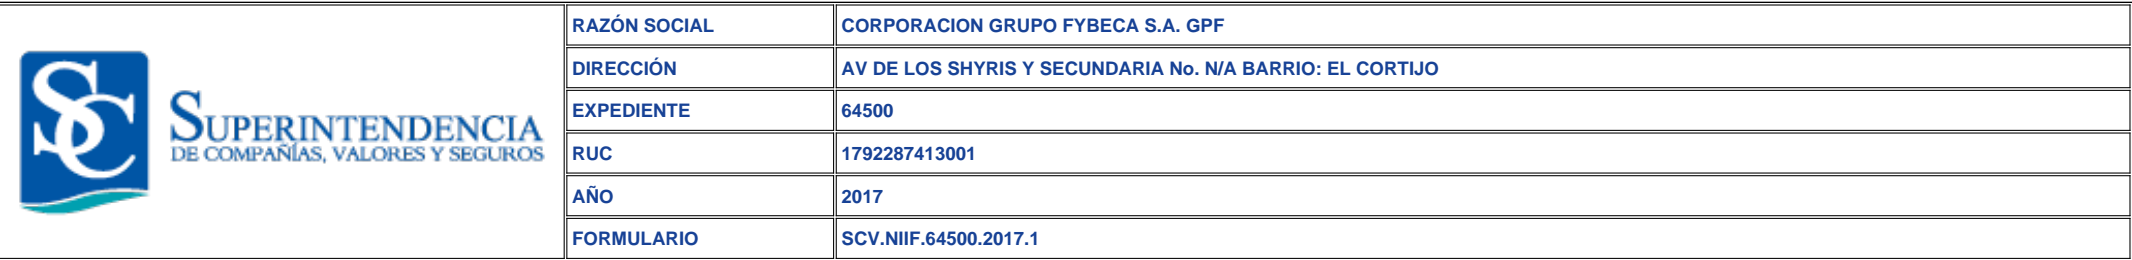 SC
SUPERINTENDENCIA
DE COMPAÑÍAS, VALORES Y SEGUROS
RAZÓN SOCIAL CORPORACION GRUPO FYBECA S.A. GPF
DIRECCIÓN AV DE LOS SHYRIS Y SECUNDARIA No. N/A BARRIO: EL CORTIJO
EXPEDIENTE 64500
RUC 1792287413001
AÑO 2017
FORMULARIO SCV.NIIF.64500.2017.1